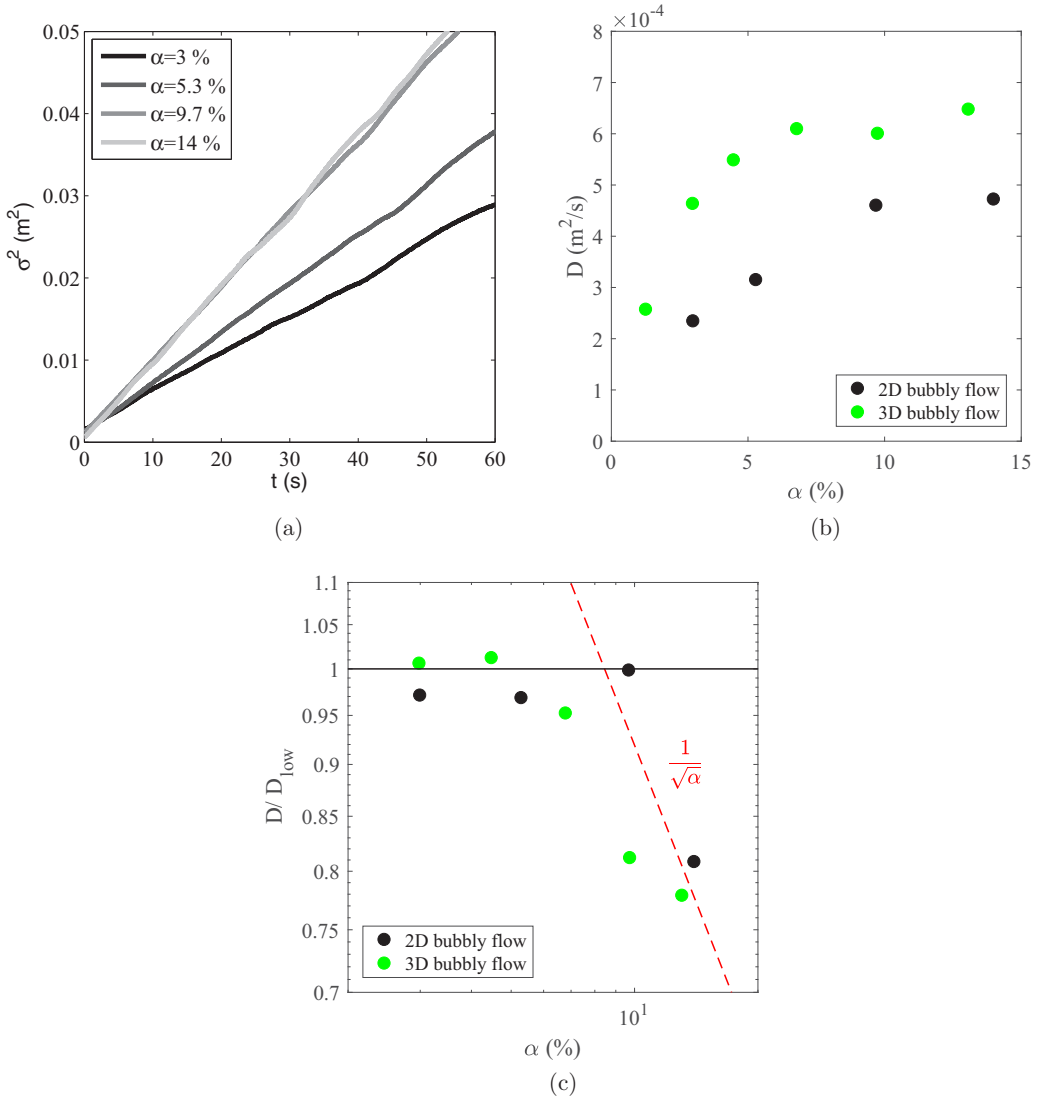 0.05
0.04
0.03
0.02
0.01
0
σ² (m²)
α=3 %
α=5.3 %
α=9.7 %
α=14 %
0 10 20 30 40 50 60
t (s)
(a)
×10⁻⁴
8
7
6
5
4
3
2
1
0
D (m²/s)
2D bubbly flow
3D bubbly flow
0 5 10 15
α (%)
(b)
1.1
1.05
1
0.95
0.9
0.85
0.8
0.75
0.7
D/ D_low
1
√α
2D bubbly flow
3D bubbly flow
10¹
α (%)
(c)